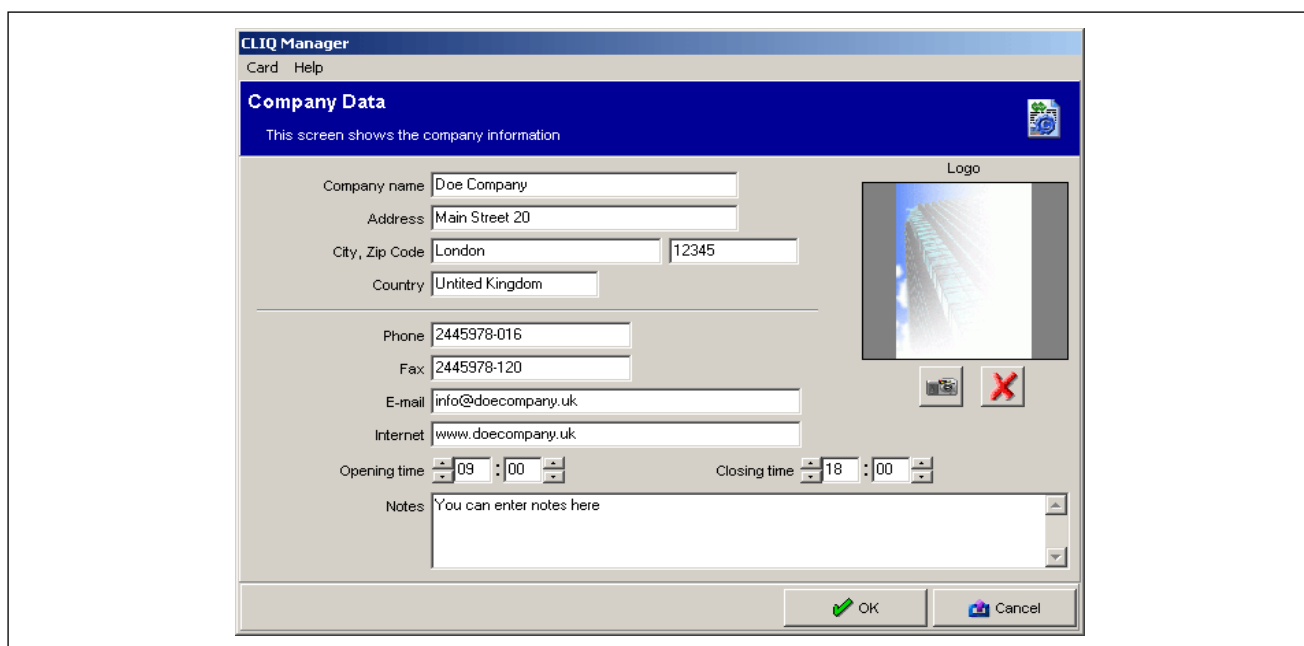 CLIQ Manager
Card Help
Company Data
This screen shows the company information
Logo
Company name Doe Company
Address Main Street 20
City, Zip Code London 12345
Country Untited Kingdom
Phone 2445978-016
Fax 2445978-120
E-mail info@doecompany.uk
Internet www.doecompany.uk
Opening time 09 : 00 Closing time 18 : 00
Notes You can enter notes here
OK Cancel